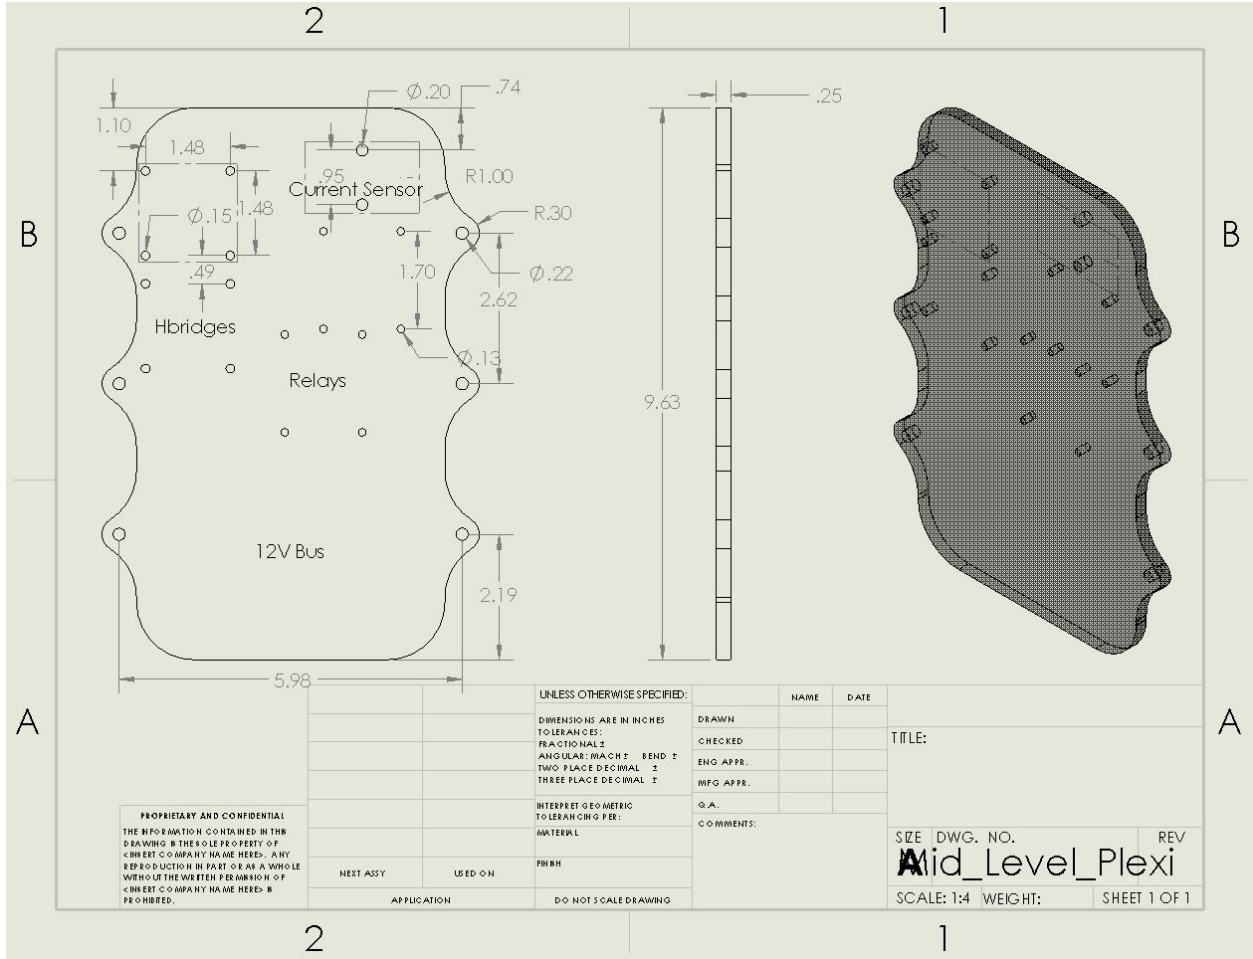 2
1
Ø.20
.74
.25
1.10
1.48
.95
Current Sensor
R1.00
B
Ø.15
1.48
R.30
B
.49
1.70
Ø.22
2.62
Hbridges
Ø.13
Relays
9.63
12V Bus
2.19
5.98
A
A
UNLESS OTHERWISE SPECIFIED:
DIMENSIONS ARE IN INCHES
TOLERANCES:
FRACTIONAL ±
ANGULAR: MACH ± BEND ±
TWO PLACE DECIMAL ±
THREE PLACE DECIMAL ±
INTERPRET GEOMETRIC
TOLERANCING PER:
MATERIAL
FINISH
DO NOT SCALE DRAWING
NAME DATE
DRAWN
CHECKED
ENG APPR.
MFG APPR.
Q.A.
COMMENTS:
TITLE:
PROPRIETARY AND CONFIDENTIAL
THE INFORMATION CONTAINED IN THIS
DRAWING IS THE SOLE PROPERTY OF
<INSERT COMPANY NAME HERE>. ANY
REPRODUCTION IN PART OR AS A WHOLE
WITHOUT THE WRITTEN PERMISSION OF
<INSERT COMPANY NAME HERE> IS
PROHIBITED.
NEXT ASSY USED ON
APPLICATION
SIZE DWG. NO. REV
A Mid_Level_Plexi
SCALE: 1:4 WEIGHT: SHEET 1 OF 1
2
1